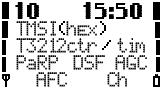 10 15:50
TMSI(hex)
T3212ctr/tim
PaRP DSF AGC
AFC Ch